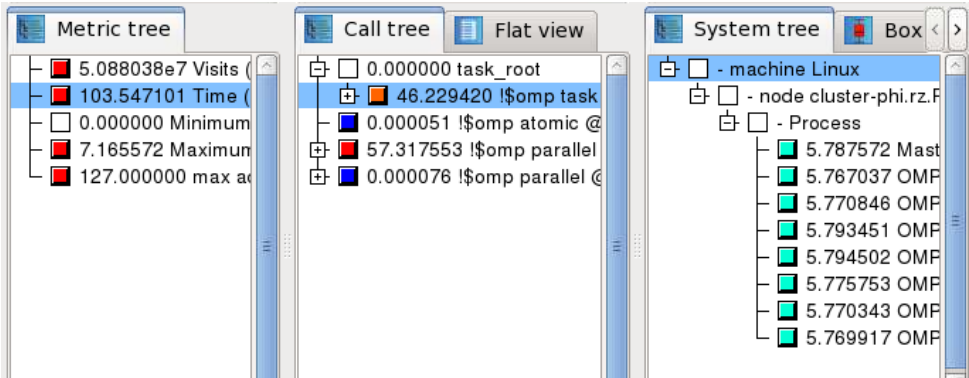 Metric tree
5.088038e7 Visits (
103.547101 Time (
0.000000 Minimum
7.165572 Maximum
127.000000 max a
Call tree
Flat view
0.000000 task_root
46.229420 !$omp task
0.000051 !$omp atomic @
57.317553 !$omp parallel
0.000076 !$omp parallel @
System tree
Box
- machine Linux
- node cluster-phi.rz.
- Process
5.787572 Mast
5.767037 OMP
5.770846 OMP
5.793451 OMP
5.794502 OMP
5.775753 OMP
5.770343 OMP
5.769917 OMP